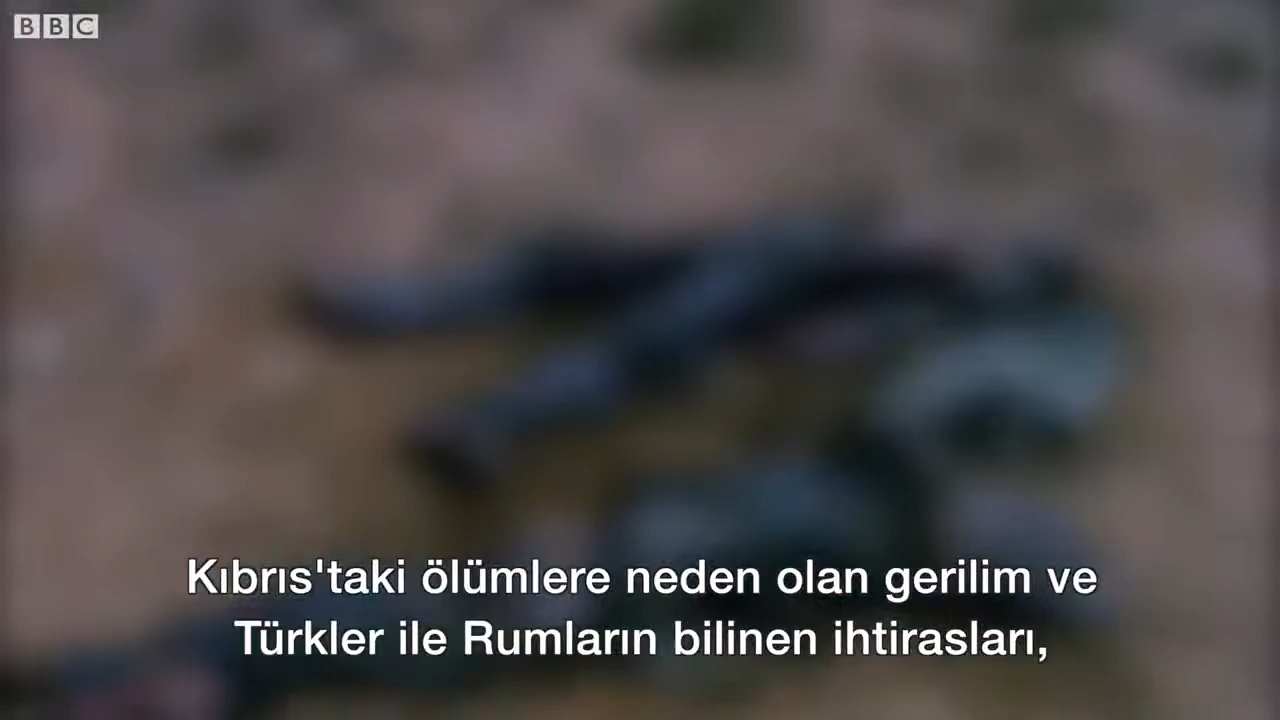 BBC
Kıbrıs'taki ölümlere neden olan gerilim ve
Türkler ile Rumların bilinen ihtirasları,